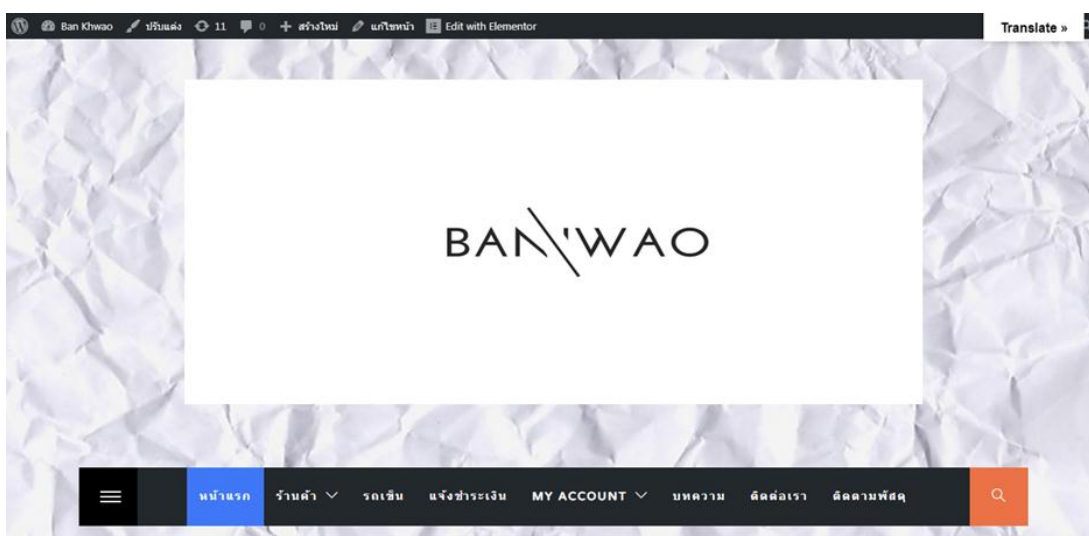 Ban Khwao ปรับแต่ง 11 0 + สร้างใหม่ แก้ไขหน้า Edit with Elementor Translate »
BAN'WAO
หน้าแรก ร้านค้า รถเข็น แจ้งชำระเงิน MY ACCOUNT บทความ ติดต่อเรา ติดตามพัสดุ